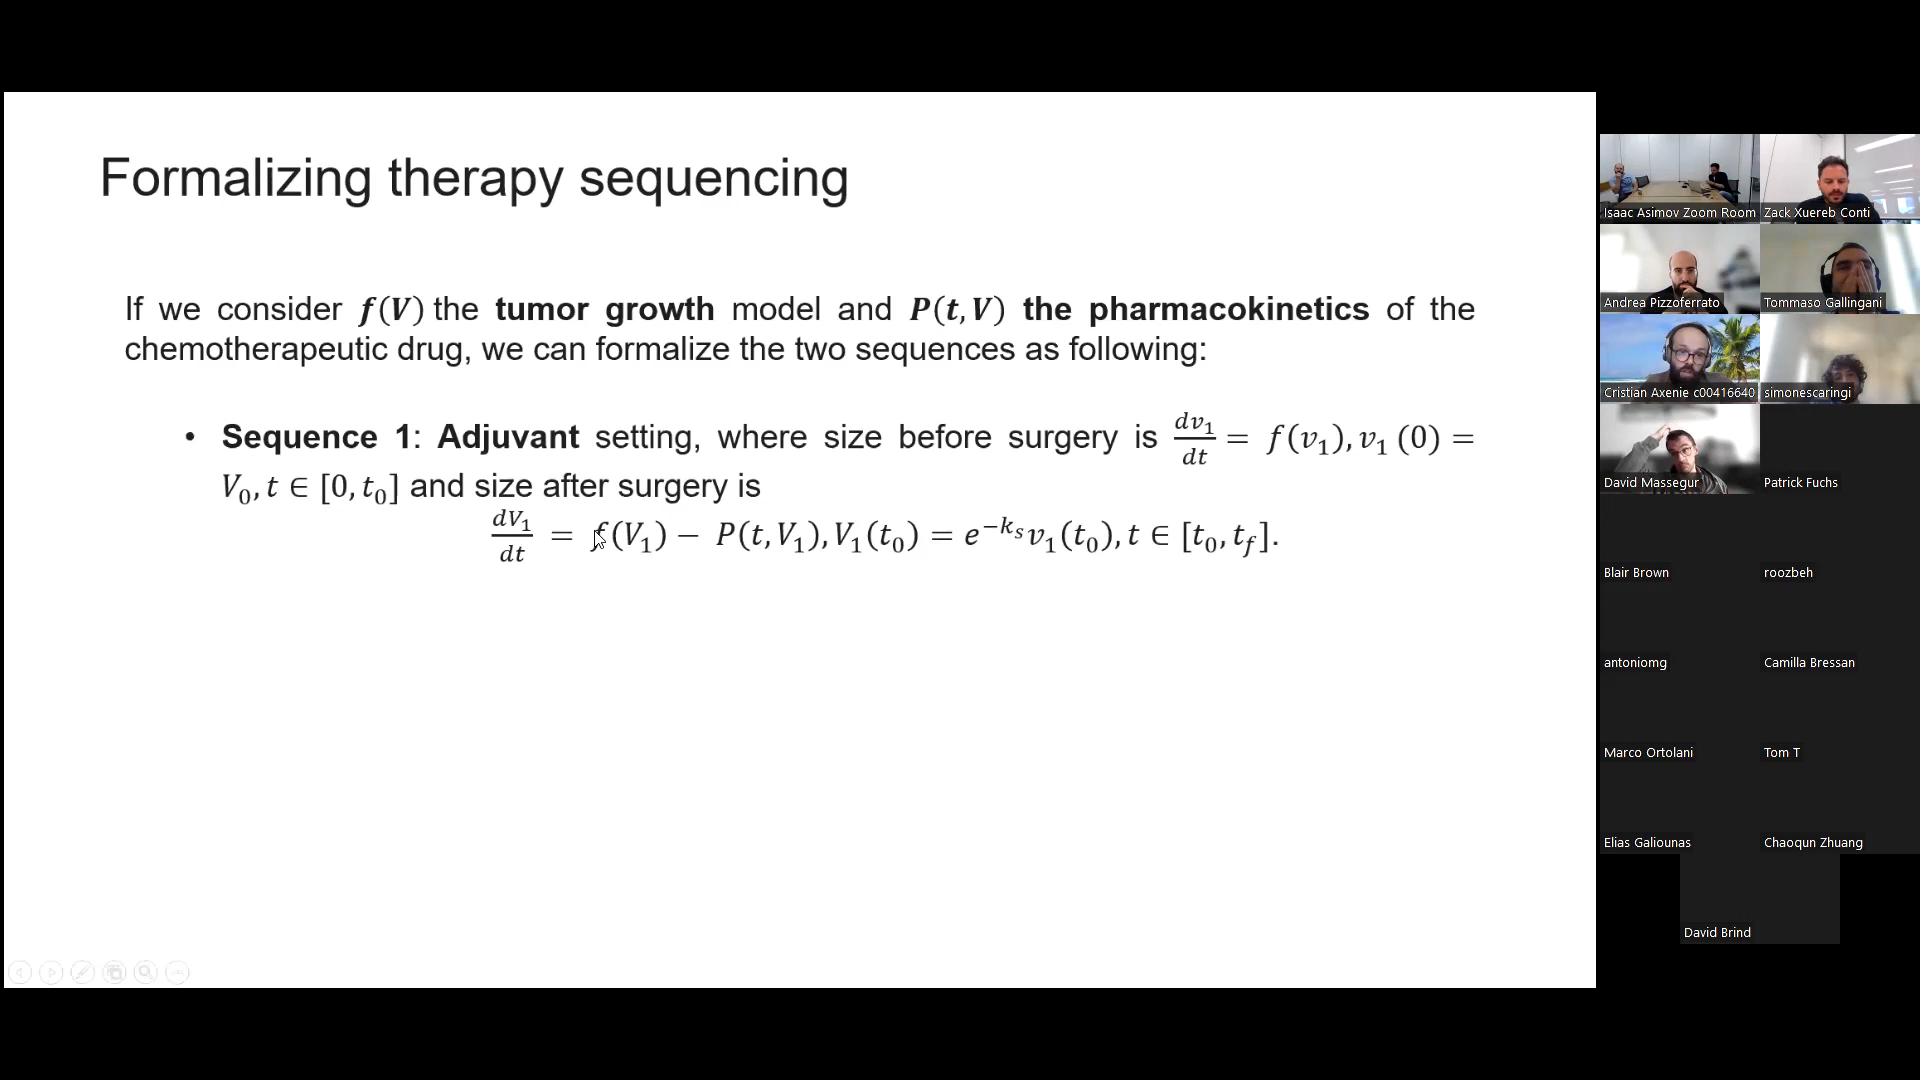 Formalizing therapy sequencing
If we consider f(V) the tumor growth model and P(t, V) the pharmacokinetics of the
chemotherapeutic drug, we can formalize the two sequences as following:
• Sequence 1: Adjuvant setting, where size before surgery is dv₁/dt = f(v₁), v₁ (0) =
V₀, t ∈ [0, t₀] and size after surgery is
dV₁/dt = f(V₁) − P(t, V₁), V₁(t₀) = e^(−kₛ)v₁(t₀), t ∈ [t₀, t_f].
Isaac Asimov Zoom Room
Zack Xuereb Conti
Andrea Pizzoferrato
Tommaso Gallingani
Cristian Axenie c00416640
simonescaringi
David Massegur
Patrick Fuchs
Blair Brown
roozbeh
antoniomg
Camilla Bressan
Marco Ortolani
Tom T
Elias Galiounas
Chaoqun Zhuang
David Brind